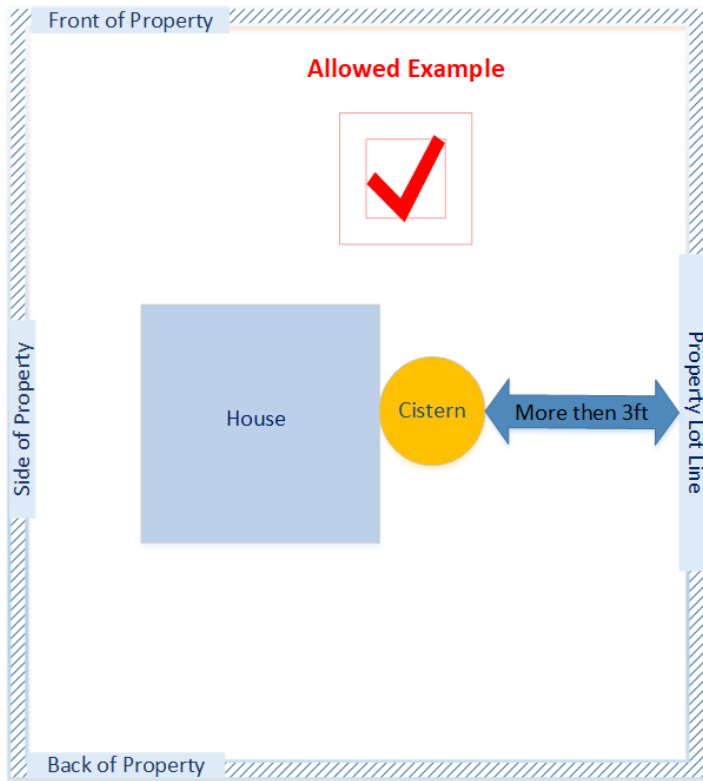 Front of Property
Allowed Example
House
Cistern
More then 3ft
Side of Property
Property Lot Line
Back of Property